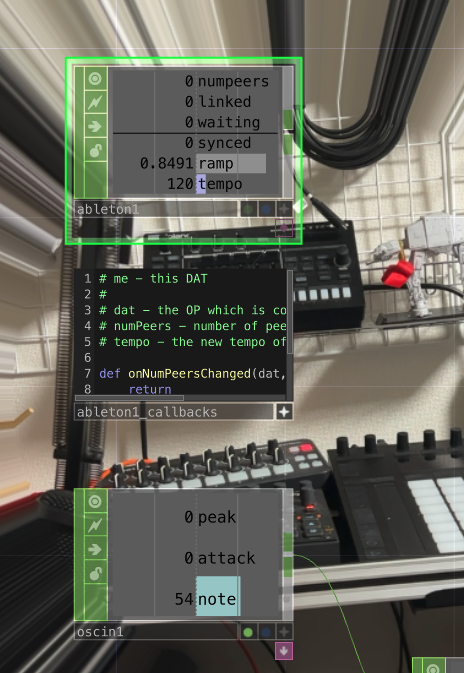 0 numpeers
0 linked
0 waiting
0 synced
0.8491 ramp
120 tempo
ableton1
1 # me - this DAT
2 #
3 # dat - the OP which is co
4 # numPeers - number of pee
5 # tempo - the new tempo of
6
7 def onNumPeersChanged(dat,
8 return
ableton1_callbacks
0 peak
0 attack
54 note
oscin1